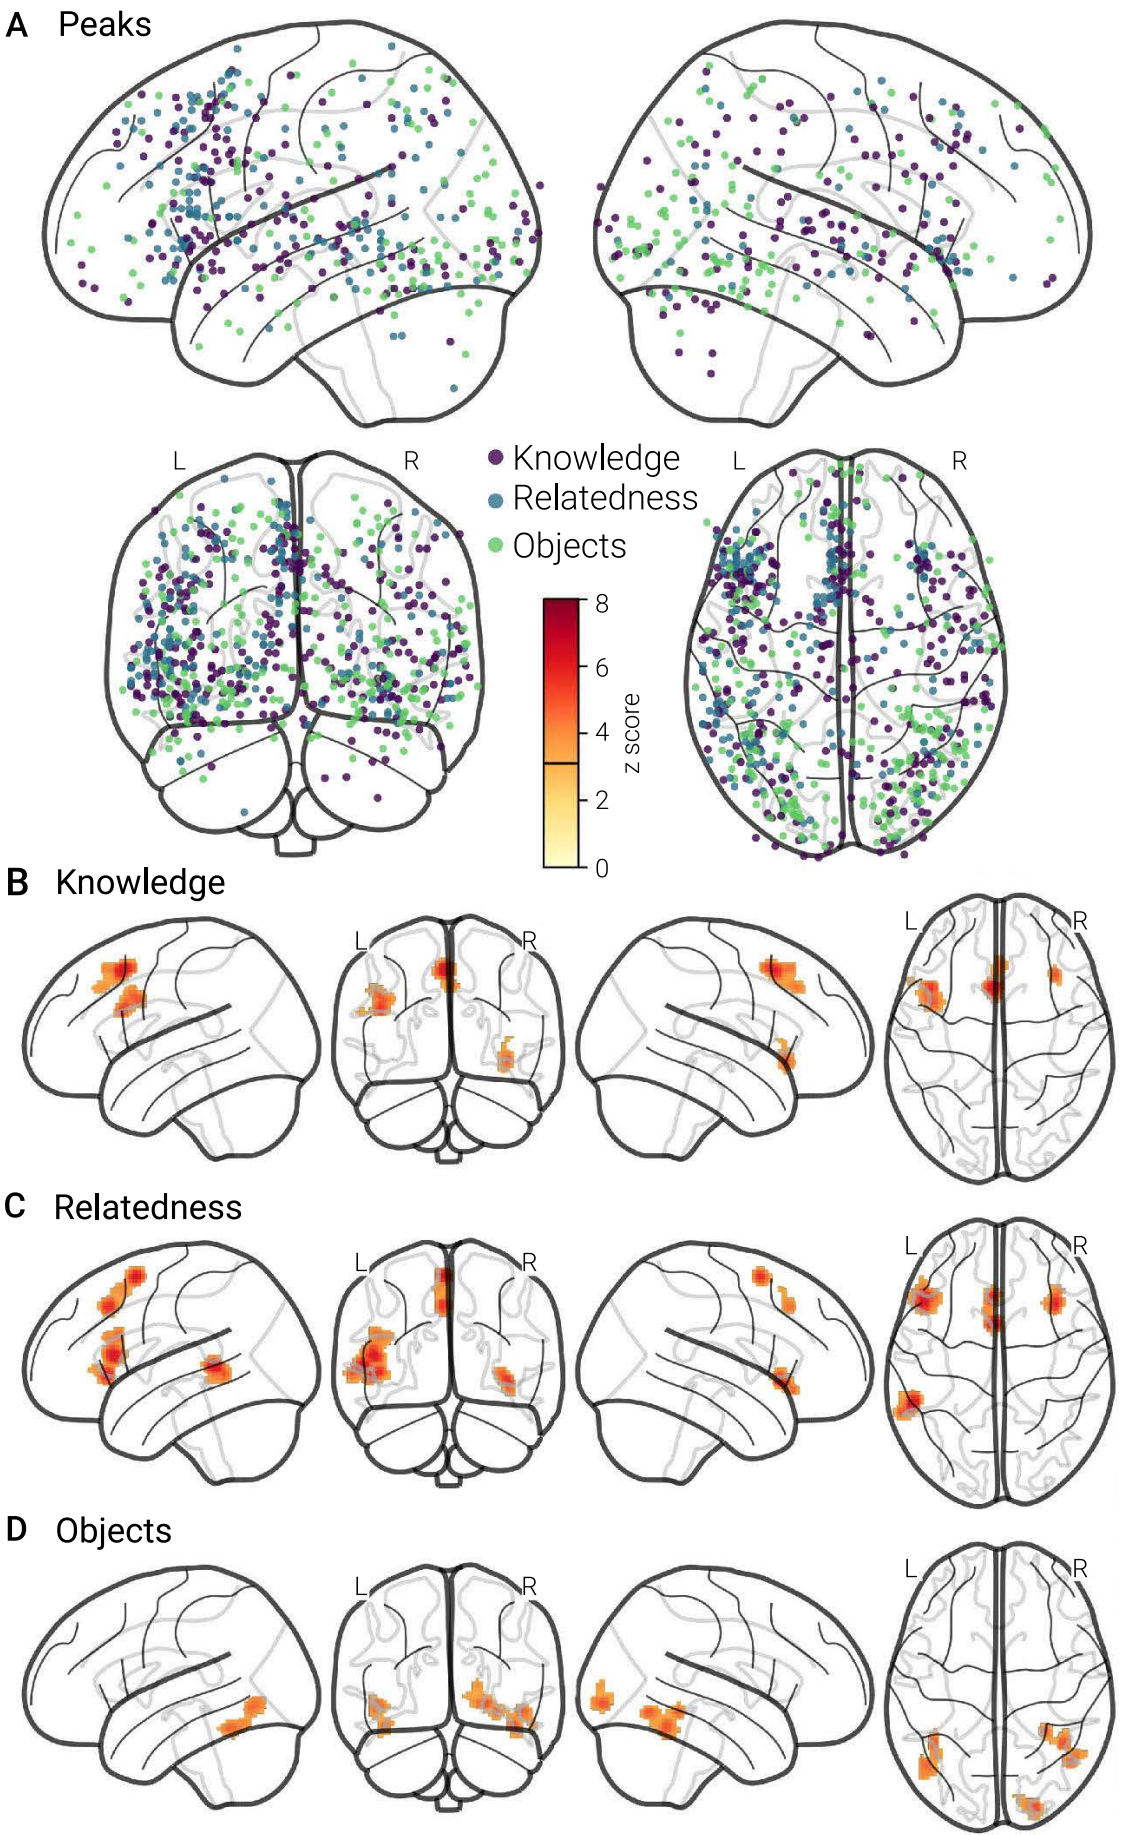 A Peaks
L R
Knowledge
Relatedness
Objects
L R
8
6
4
2
0
z score
B Knowledge
L R
L R
C Relatedness
L R
L R
D Objects
L R
L R